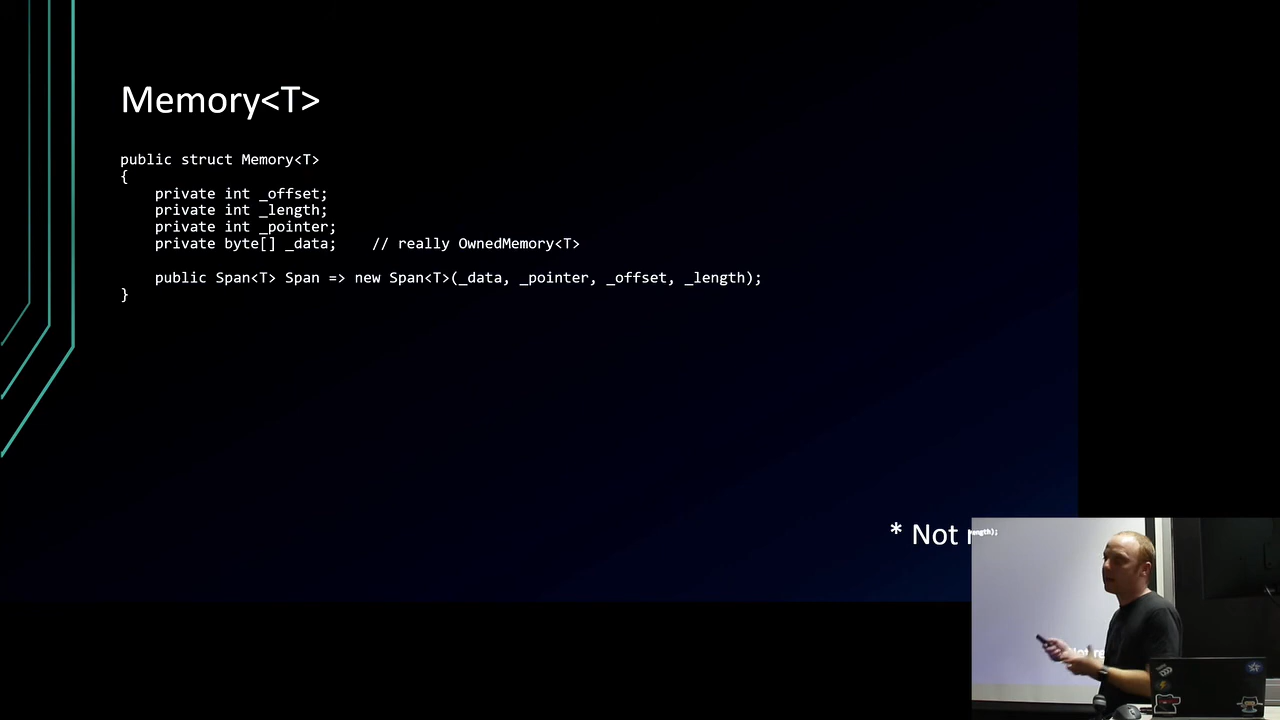 Memory<T>
public struct Memory<T>
{
    private int _offset;
    private int _length;
    private int _pointer;
    private byte[] _data;    // really OwnedMemory<T>
    public Span<T> Span => new Span<T>(_data, _pointer, _offset, _length);
}
* Not
ength);